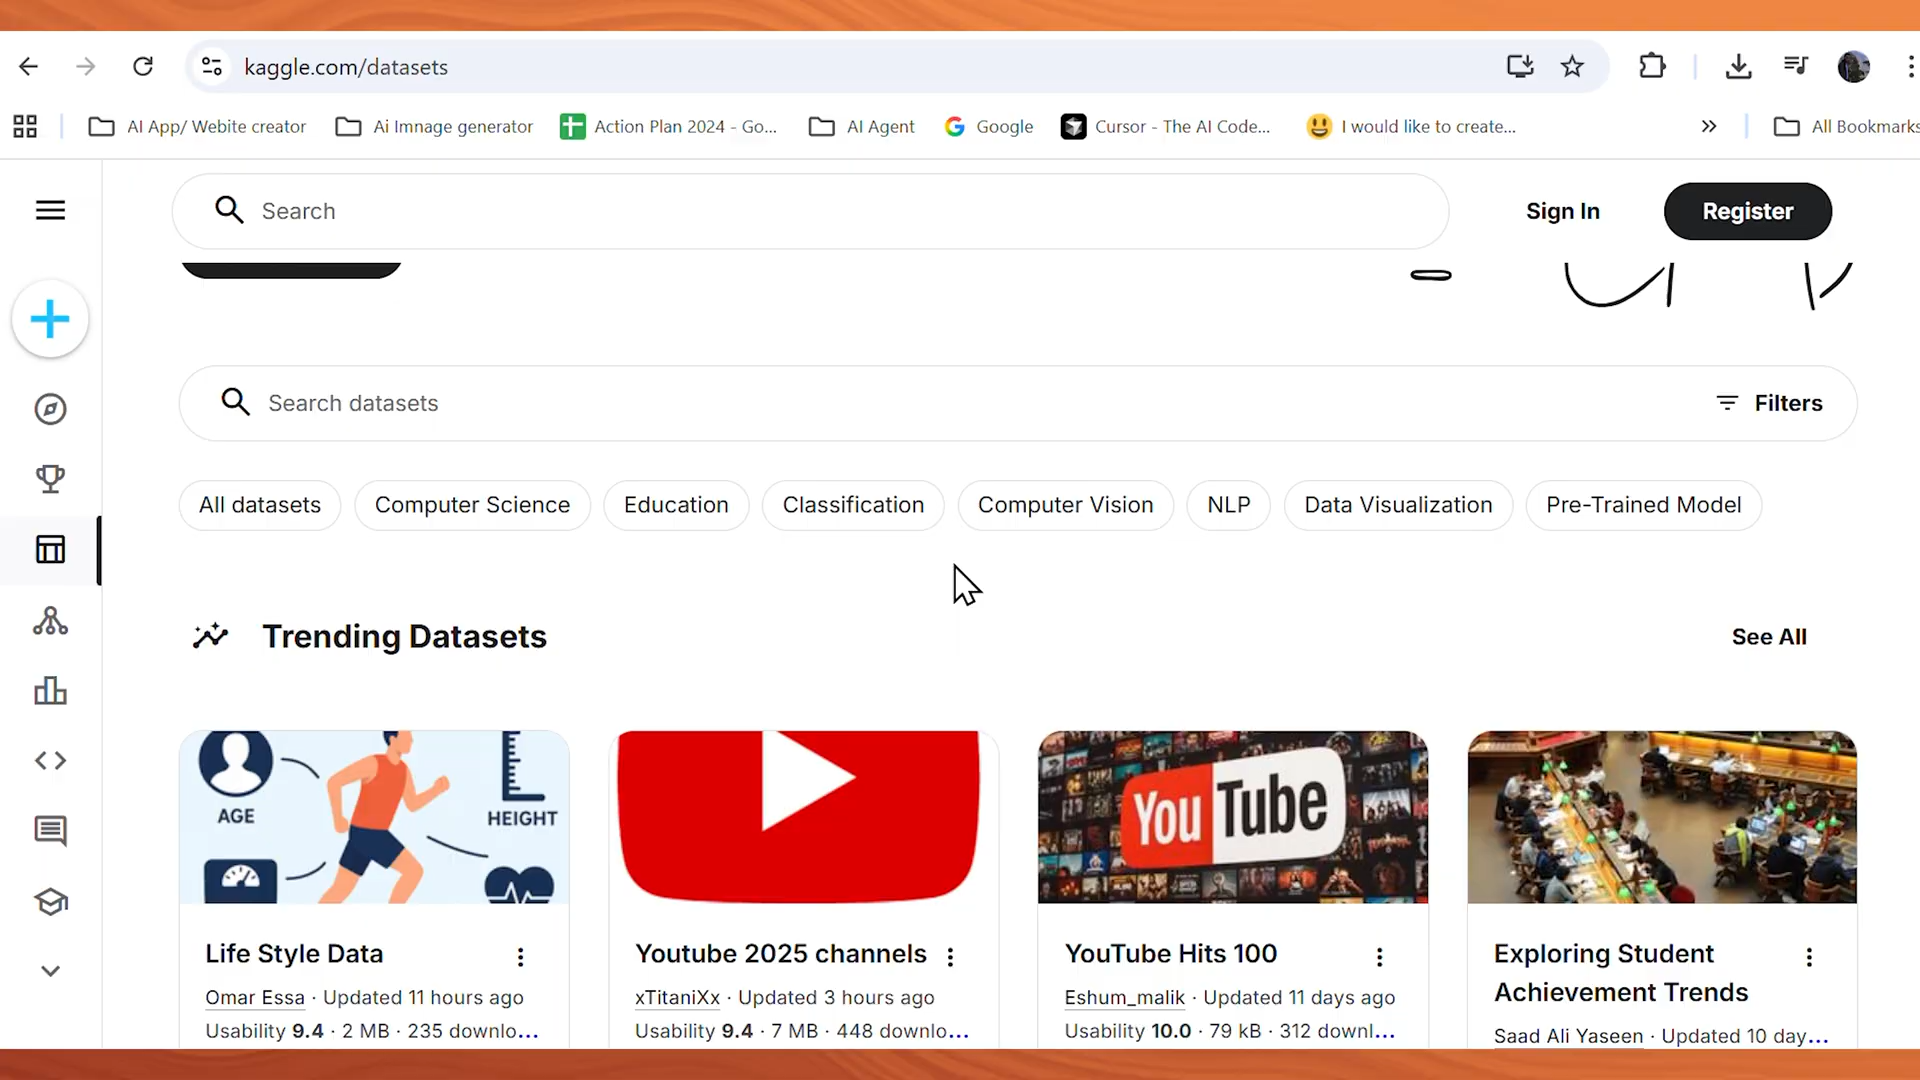 kaggle.com/datasets
AI App/ Webite creator
Ai Imnage generator
Action Plan 2024 - Go...
AI Agent
Google
Cursor - The AI Code...
I would like to create...
All Bookmarks
Search
Sign In
Register
Search datasets
Filters
All datasets
Computer Science
Education
Classification
Computer Vision
NLP
Data Visualization
Pre-Trained Model
Trending Datasets
See All
AGE
HEIGHT
YouTube
Life Style Data
Omar Essa · Updated 11 hours ago
Usability 9.4 · 2 MB · 235 downlo...
Youtube 2025 channels
xTitaniXx · Updated 3 hours ago
Usability 9.4 · 7 MB · 448 downlo...
YouTube Hits 100
Eshum_malik · Updated 11 days ago
Usability 10.0 · 79 kB · 312 downl...
Exploring Student
Achievement Trends
Saad Ali Yaseen · Updated 10 day...